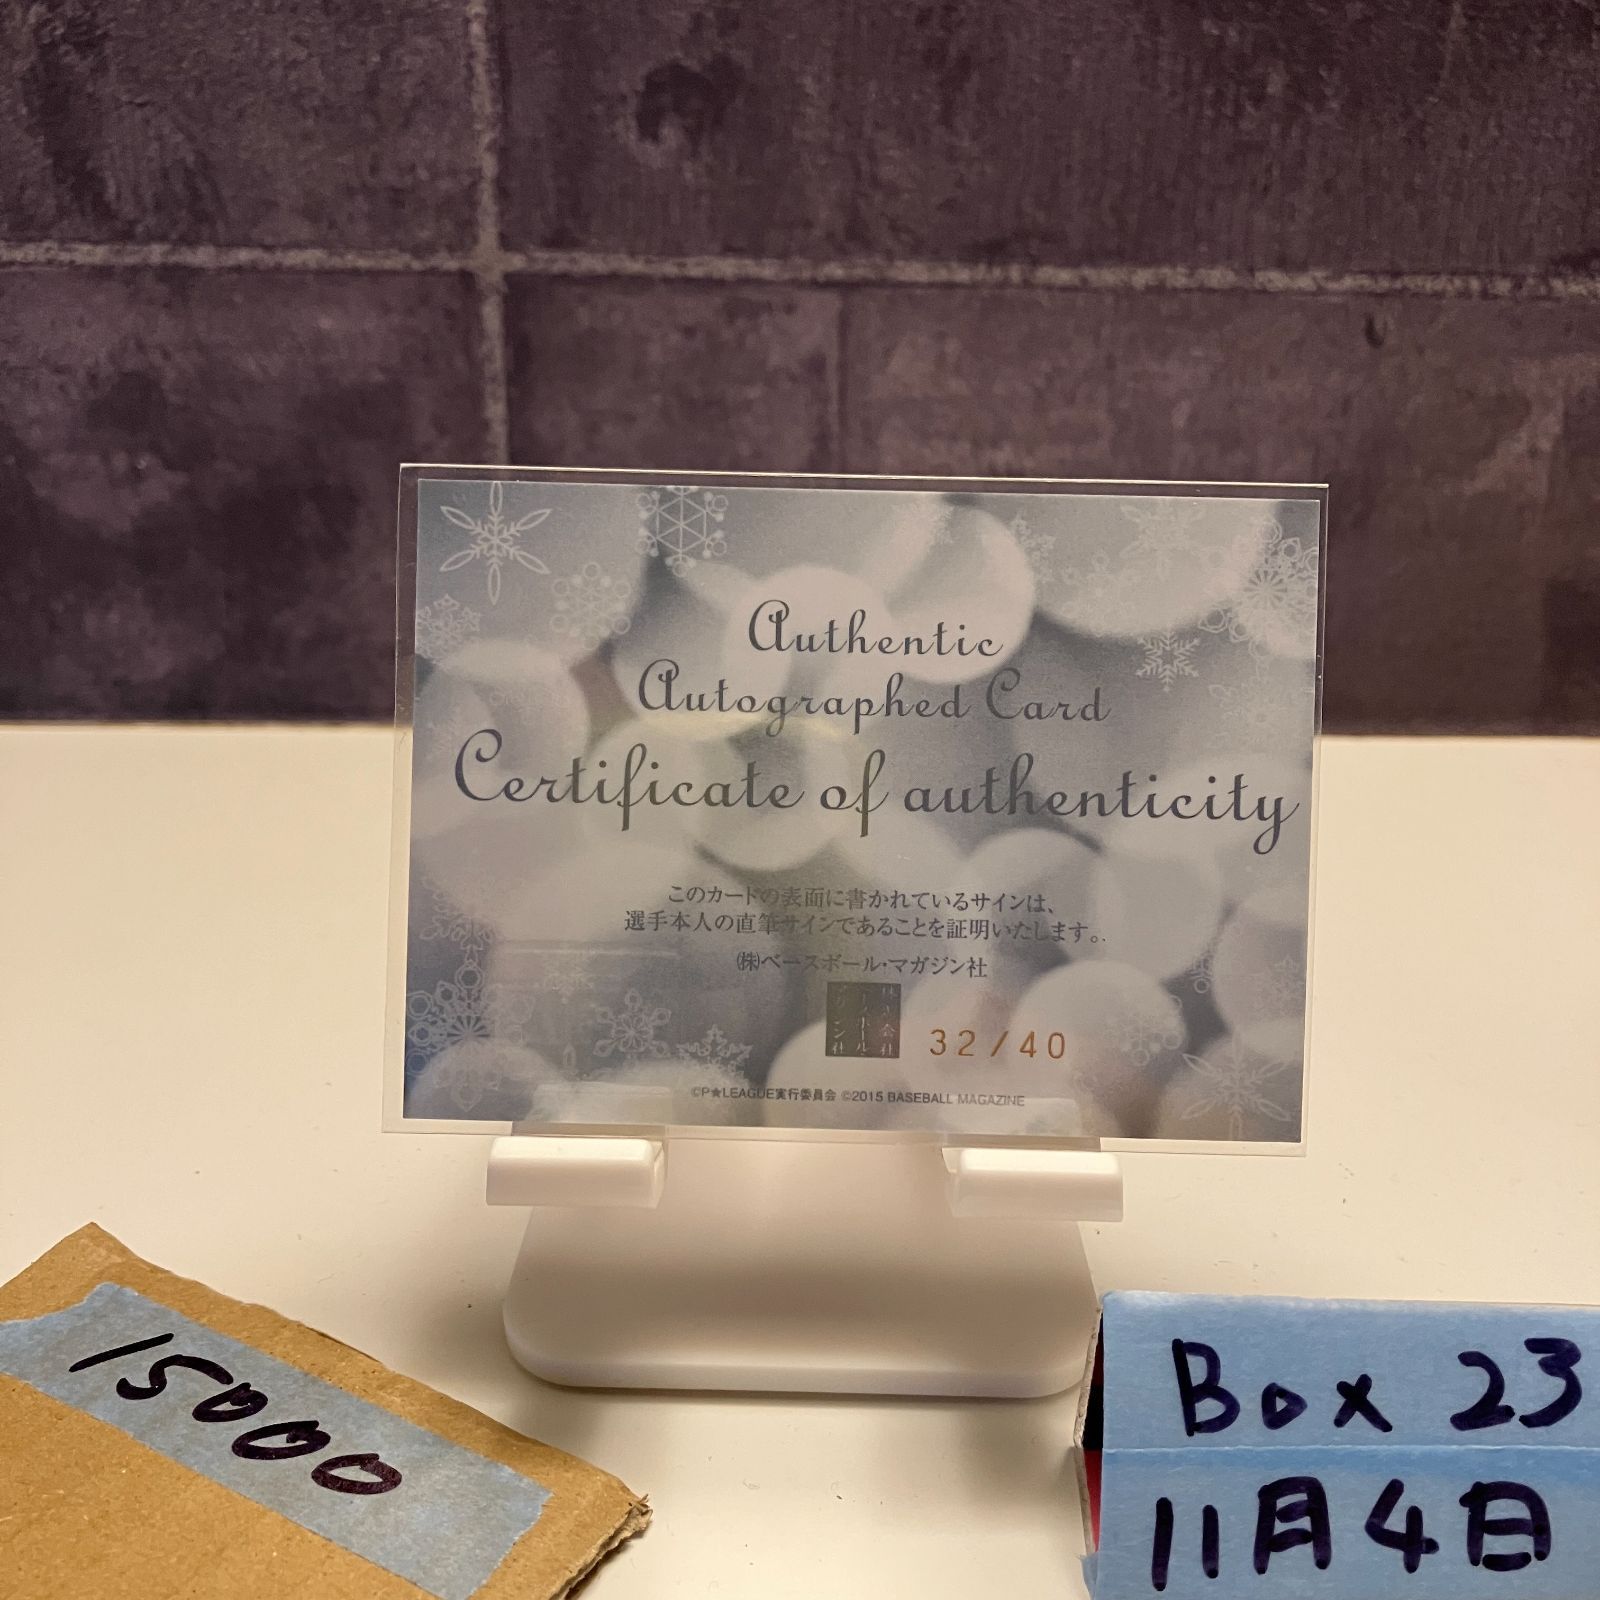 Authentic
Autographed Card
Certificate of authenticity
このカードの表面に書かれているサインは、
選手本人の直筆サインであることを証明いたします。
㈱ベースボール・マガジン社
32/40
©P★LEAGUE実行委員会 ©2015 BASEBALL MAGAZINE
15000
Box 23
11月4日